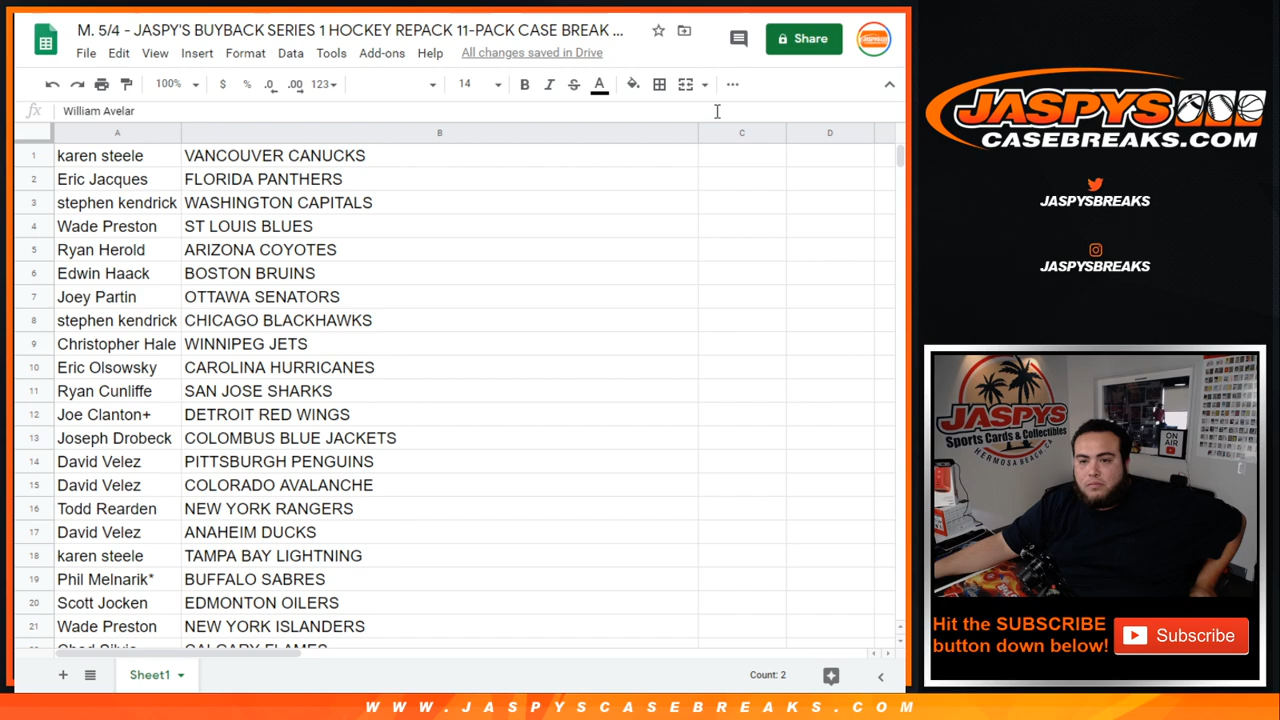 M. 5/4 - JASPY'S BUYBACK SERIES 1 HOCKEY REPACK 11-PACK CASE BREAK ...
Share
File Edit View Insert Format Data Tools Add-ons Help All changes saved in Drive
100% $ % .0 .00 123 14 B I S A ...
fx William Avelar
A B C D
1 karen steele VANCOUVER CANUCKS
2 Eric Jacques FLORIDA PANTHERS
3 stephen kendrick WASHINGTON CAPITALS
4 Wade Preston ST LOUIS BLUES
5 Ryan Herold ARIZONA COYOTES
6 Edwin Haack BOSTON BRUINS
7 Joey Partin OTTAWA SENATORS
8 stephen kendrick CHICAGO BLACKHAWKS
9 Christopher Hale WINNIPEG JETS
10 Eric Olsowsky CAROLINA HURRICANES
11 Ryan Cunliffe SAN JOSE SHARKS
12 Joe Clanton+ DETROIT RED WINGS
13 Joseph Drobeck COLOMBUS BLUE JACKETS
14 David Velez PITTSBURGH PENGUINS
15 David Velez COLORADO AVALANCHE
16 Todd Rearden NEW YORK RANGERS
17 David Velez ANAHEIM DUCKS
18 karen steele TAMPA BAY LIGHTNING
19 Phil Melnarik* BUFFALO SABRES
20 Scott Jocken EDMONTON OILERS
21 Wade Preston NEW YORK ISLANDERS
CALGARY FLAMES
Sheet1
Count: 2
JASPYS
CASEBREAKS.COM
JASPYSBREAKS
JASPYSBREAKS
JASPYS
Sports Cards & Collectibles
HERMOSA BEACH, CA
ON
AIR
Hit the SUBSCRIBE
button down below!
Subscribe
WWW.JASPYSCASEBREAKS.COM